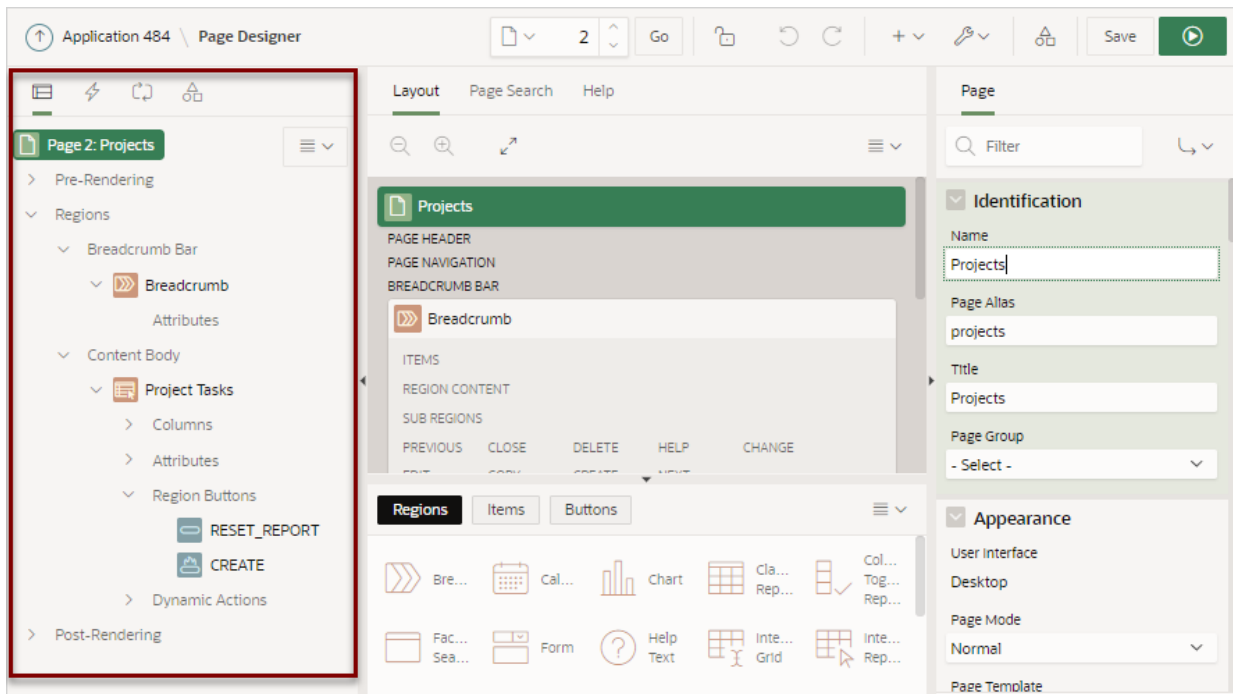 Application 484 \ Page Designer
2
Go
Save
Page 2: Projects
Pre-Rendering
Regions
Breadcrumb Bar
Breadcrumb
Attributes
Content Body
Project Tasks
Columns
Attributes
Region Buttons
RESET_REPORT
CREATE
Dynamic Actions
Post-Rendering
Layout Page Search Help
Projects
PAGE HEADER
PAGE NAVIGATION
BREADCRUMB BAR
Breadcrumb
ITEMS
REGION CONTENT
SUB REGIONS
PREVIOUS CLOSE DELETE HELP CHANGE
EDIT COPY CREATE NEXT
Regions Items Buttons
Bre...
Cal...
Chart
Cla...
Rep...
Col...
Tog...
Rep...
Fac...
Sea...
Form
Help
Text
Inte...
Grid
Inte...
Rep...
Page
Filter
Identification
Name
Projects
Page Alias
projects
Title
Projects
Page Group
- Select -
Appearance
User Interface
Desktop
Page Mode
Normal
Page Template